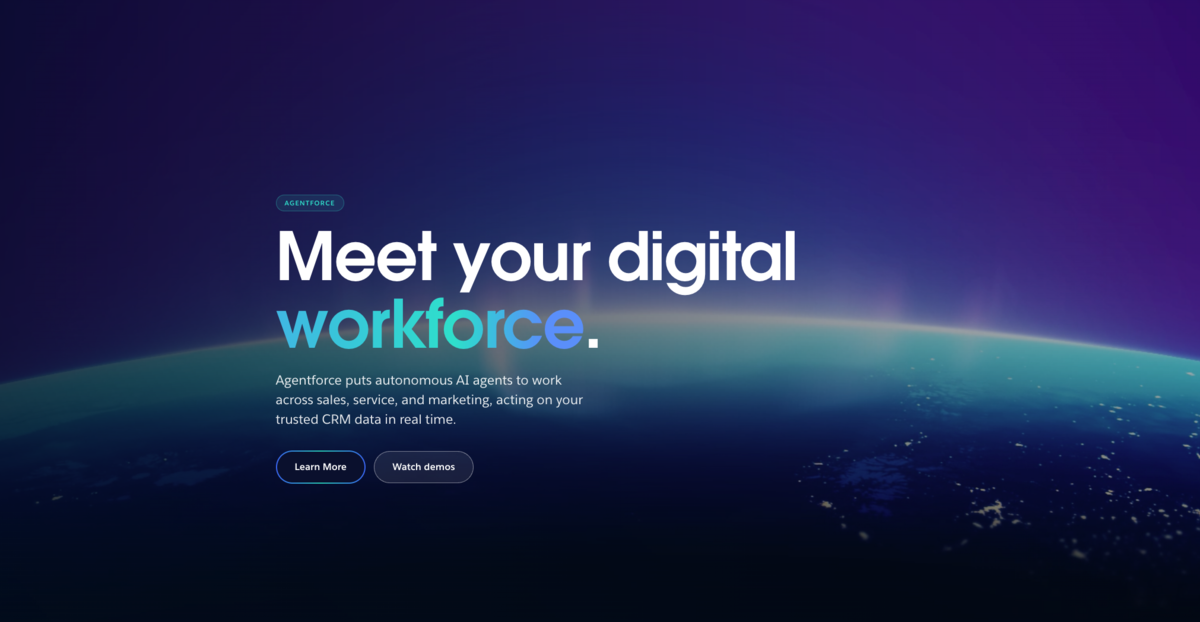 AGENTFORCE
Meet your digital
workforce.
Agentforce puts autonomous AI agents to work
across sales, service, and marketing, acting on your
trusted CRM data in real time.
Learn More
Watch demos